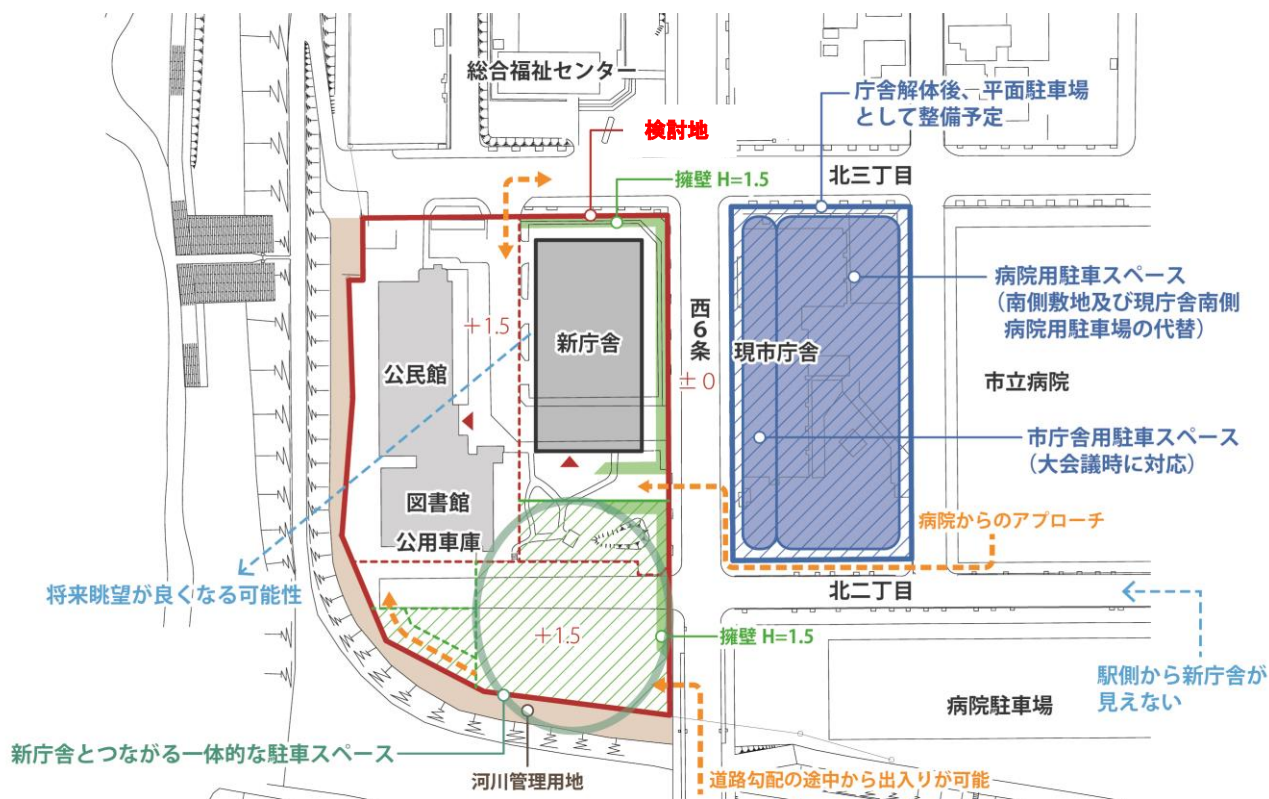 総合福祉センター
検討地
庁舎解体後、平面駐車場
として整備予定
北三丁目
擁壁 H=1.5
病院用駐車スペース
(南側敷地及び現庁舎南側
病院用駐車場の代替)
西6条
+1.5
新庁舎
現市庁舎
公民館
±0
市立病院
市庁舎用駐車スペース
(大会議時に対応)
図書館
公用車庫
病院からのアプローチ
将来眺望が良くなる可能性
北二丁目
+1.5
擁壁 H=1.5
駅側から新庁舎が
見えない
病院駐車場
新庁舎とつながる一体的な駐車スペース
河川管理用地
道路勾配の途中から出入りが可能